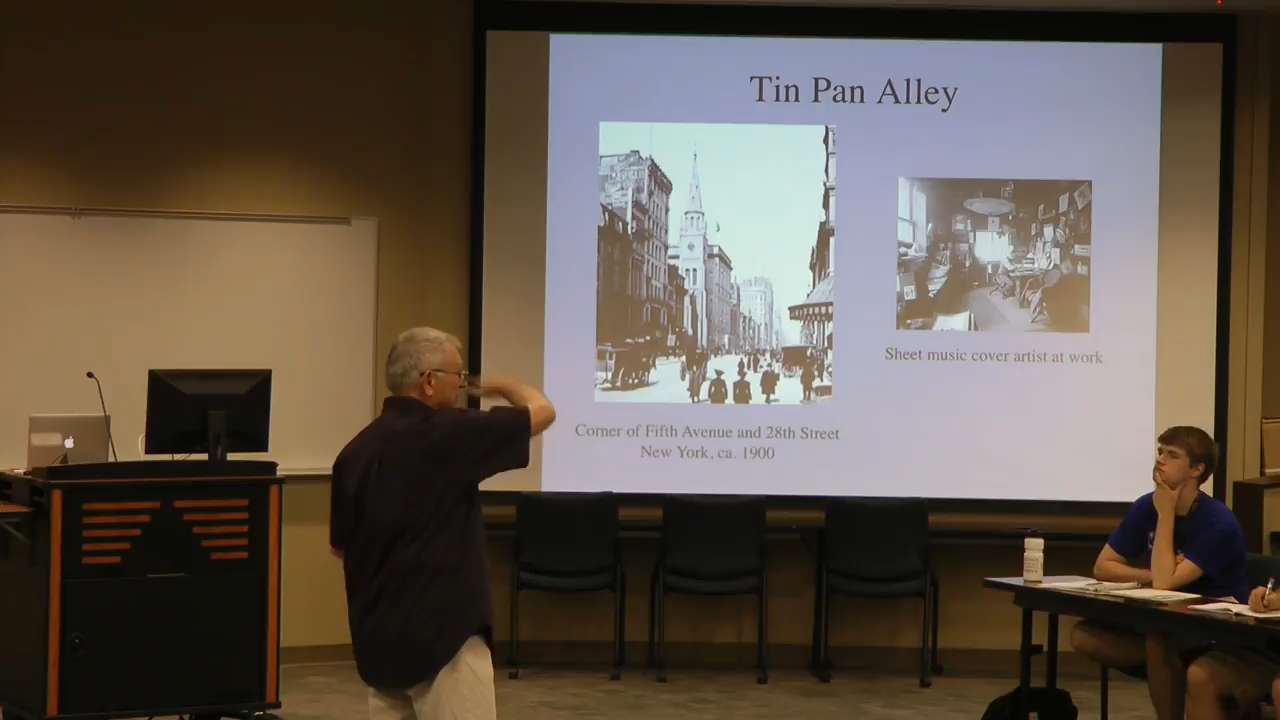 Tin Pan Alley
Sheet music cover artist at work
Corner of Fifth Avenue and 28th Street
New York, ca. 1900